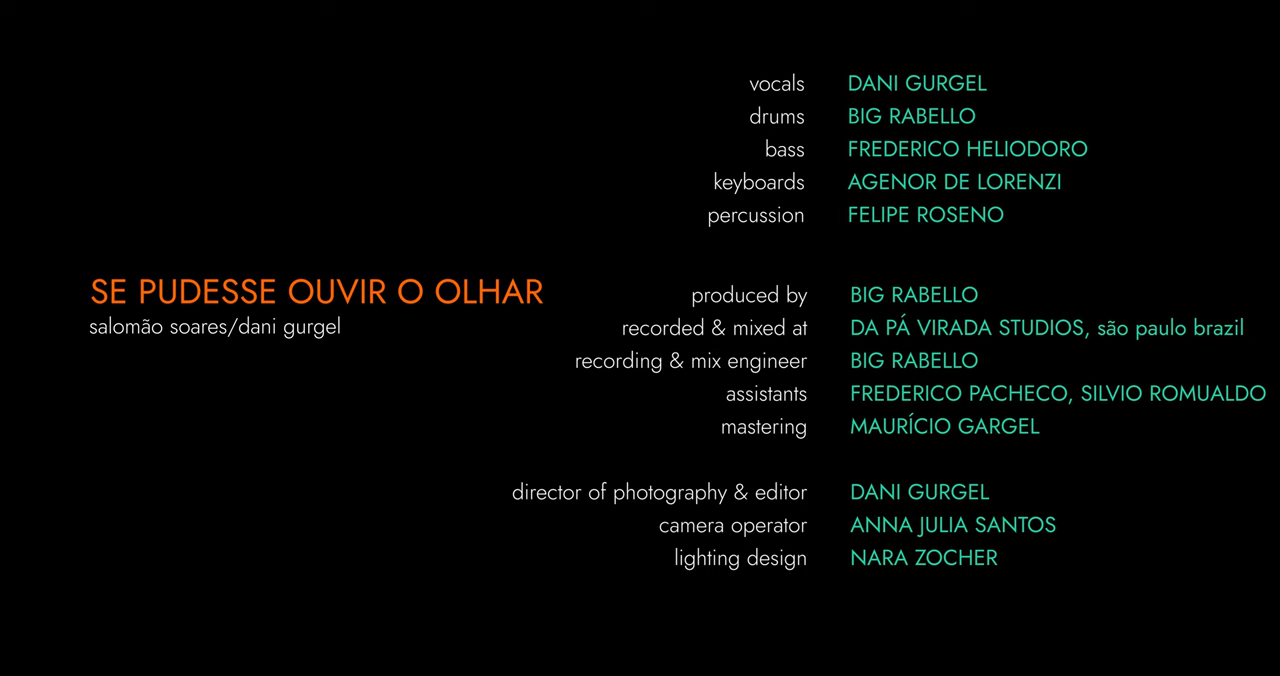 SE PUDESSE OUVIR O OLHAR
salomão soares/dani gurgel
vocals DANI GURGEL
drums BIG RABELLO
bass FREDERICO HELIODORO
keyboards AGENOR DE LORENZI
percussion FELIPE ROSENO
produced by BIG RABELLO
recorded & mixed at DA PÁ VIRADA STUDIOS, são paulo brazil
recording & mix engineer BIG RABELLO
assistants FREDERICO PACHECO, SILVIO ROMUALDO
mastering MAURÍCIO GARGEL
director of photography & editor DANI GURGEL
camera operator ANNA JULIA SANTOS
lighting design NARA ZOCHER